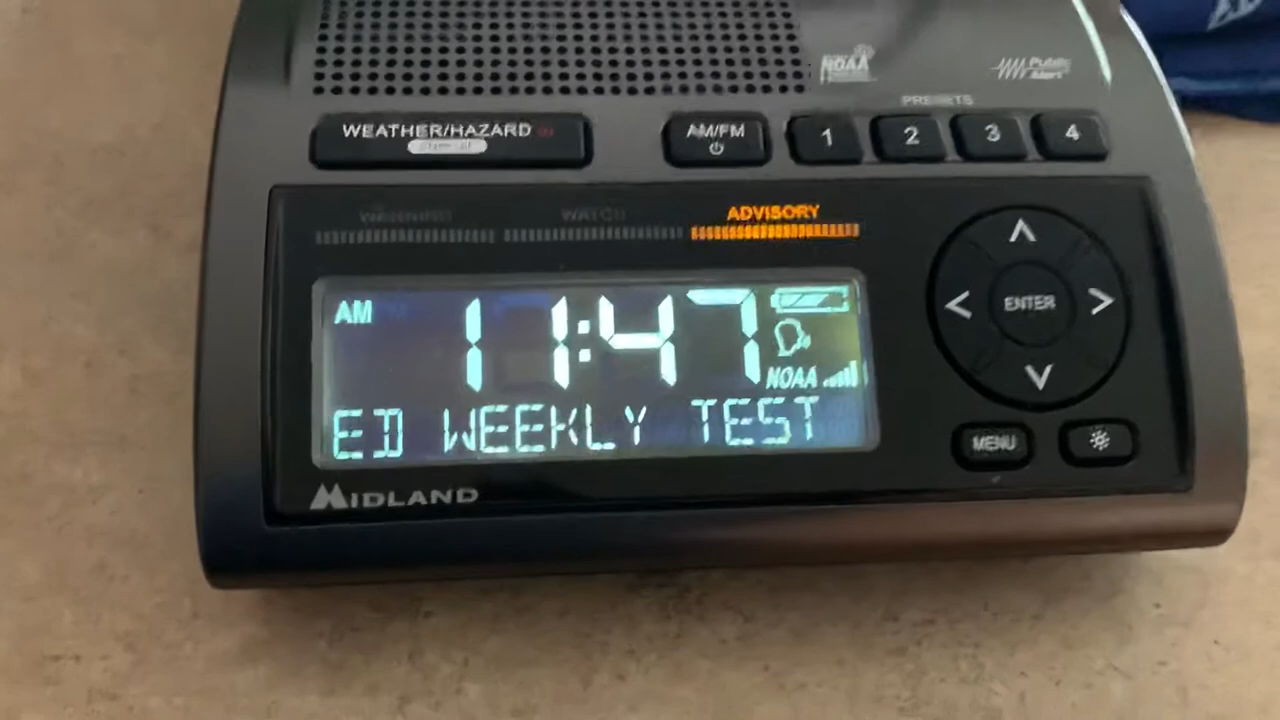 NOAA
Public Alert
PRESETS
WEATHER/HAZARD
AM/FM
1
2
3
4
WARNING
WATCH
ADVISORY
AM
11:47
NOAA
ED WEEKLY TEST
ENTER
MENU
MIDLAND